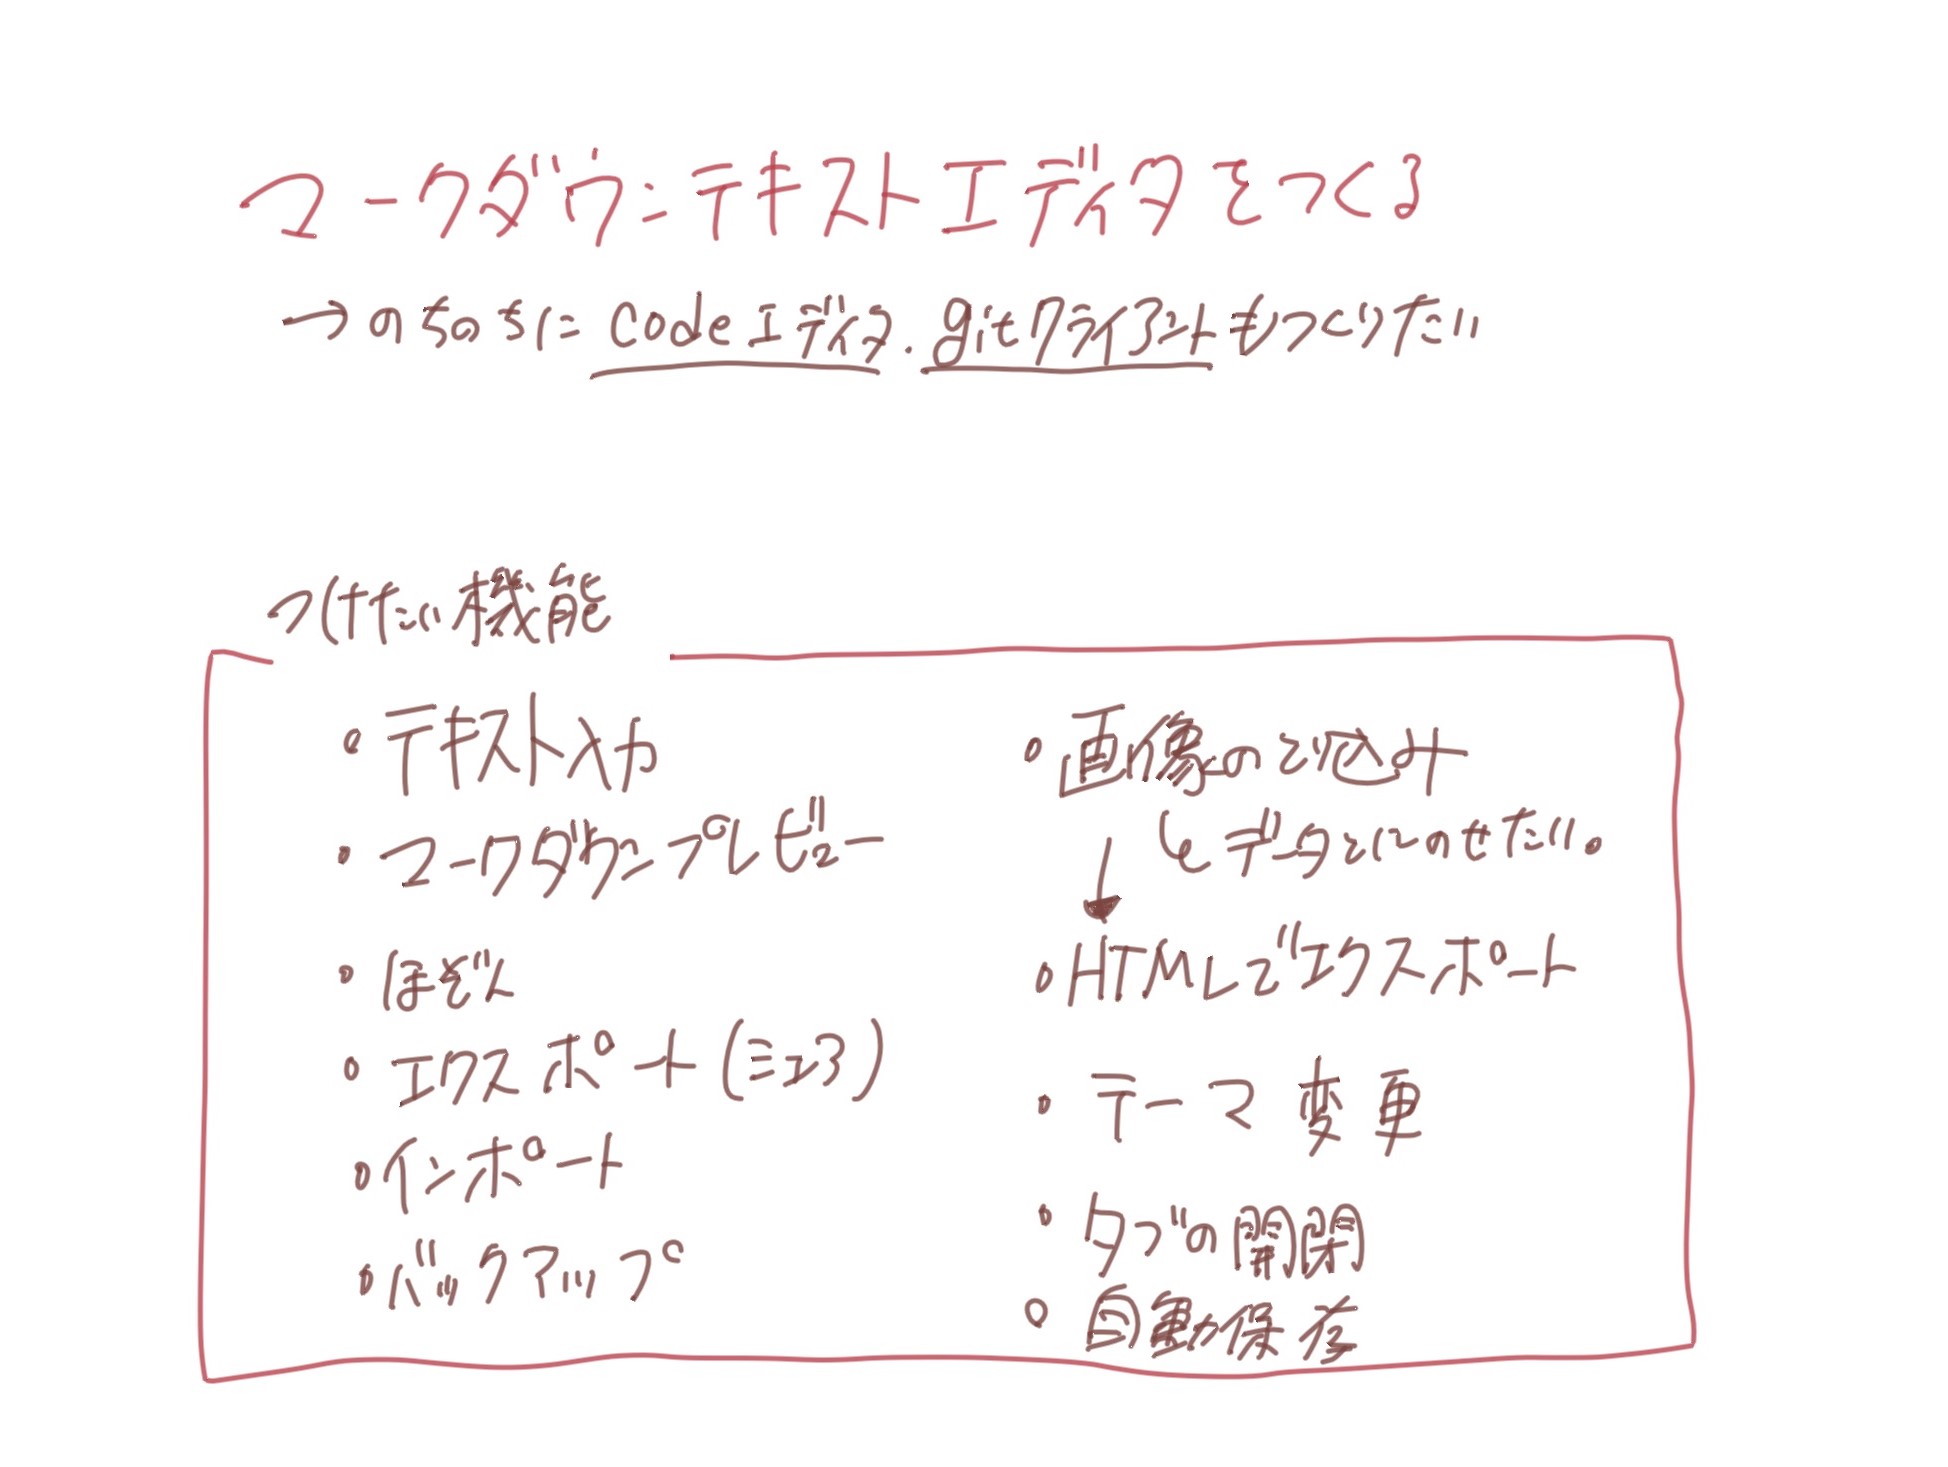 マークダウンテキストエディタをつくる
→のちのちにcodeエディタ.gitクライアントもつくりたい
つけたい機能
・テキスト入力
・マークダウンプレビュー
・ほぞん
・エクスポート
・インポート
・バックアップ
・画像のとり込み
データとにのせたい。
↓
・HTMLでエクスポート
・テーマ変更
・タブの開閉
・自動保存